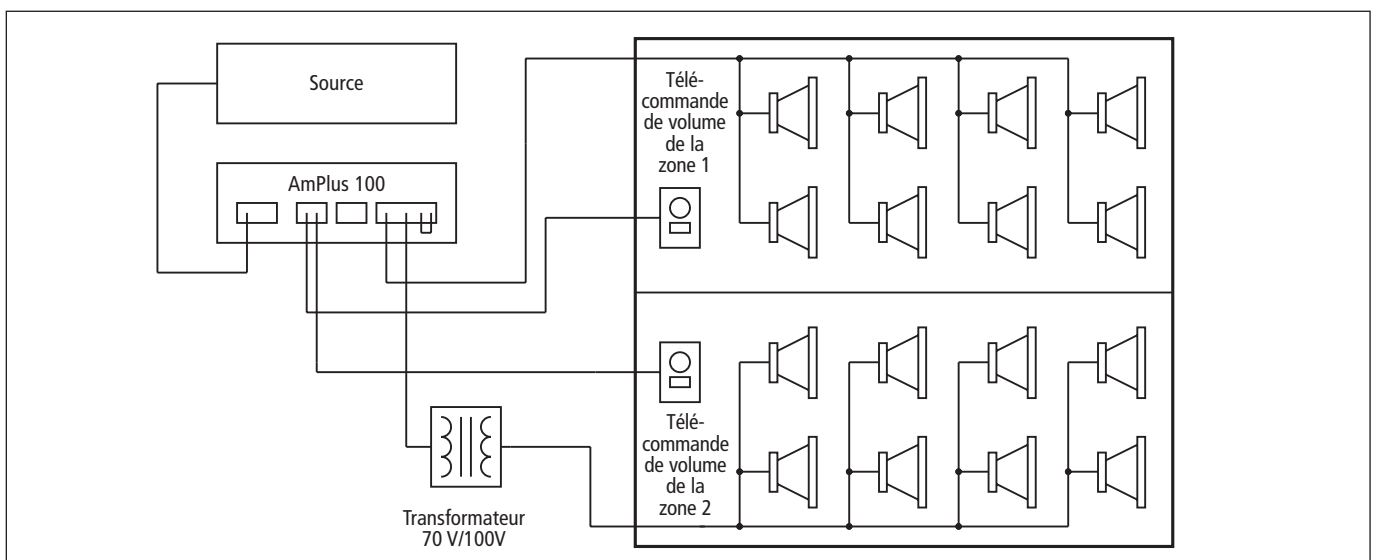 Source
AmPlus 100
Télé-
commande
de volume
de la
zone 1
Télé-
commande
de volume
de la
zone 2
Transformateur
70 V/100V